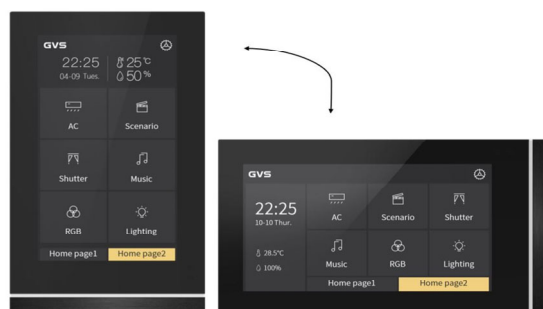 GVS
22:25
25℃
04-09 Tues.
50%
AC
Scenario
Shutter
Music
RGB
Lighting
Home page1
Home page2
GVS
22:25
10-10 Thur.
28.5℃
100%
AC
Scenario
Shutter
Music
RGB
Lighting
Home page1
Home page2